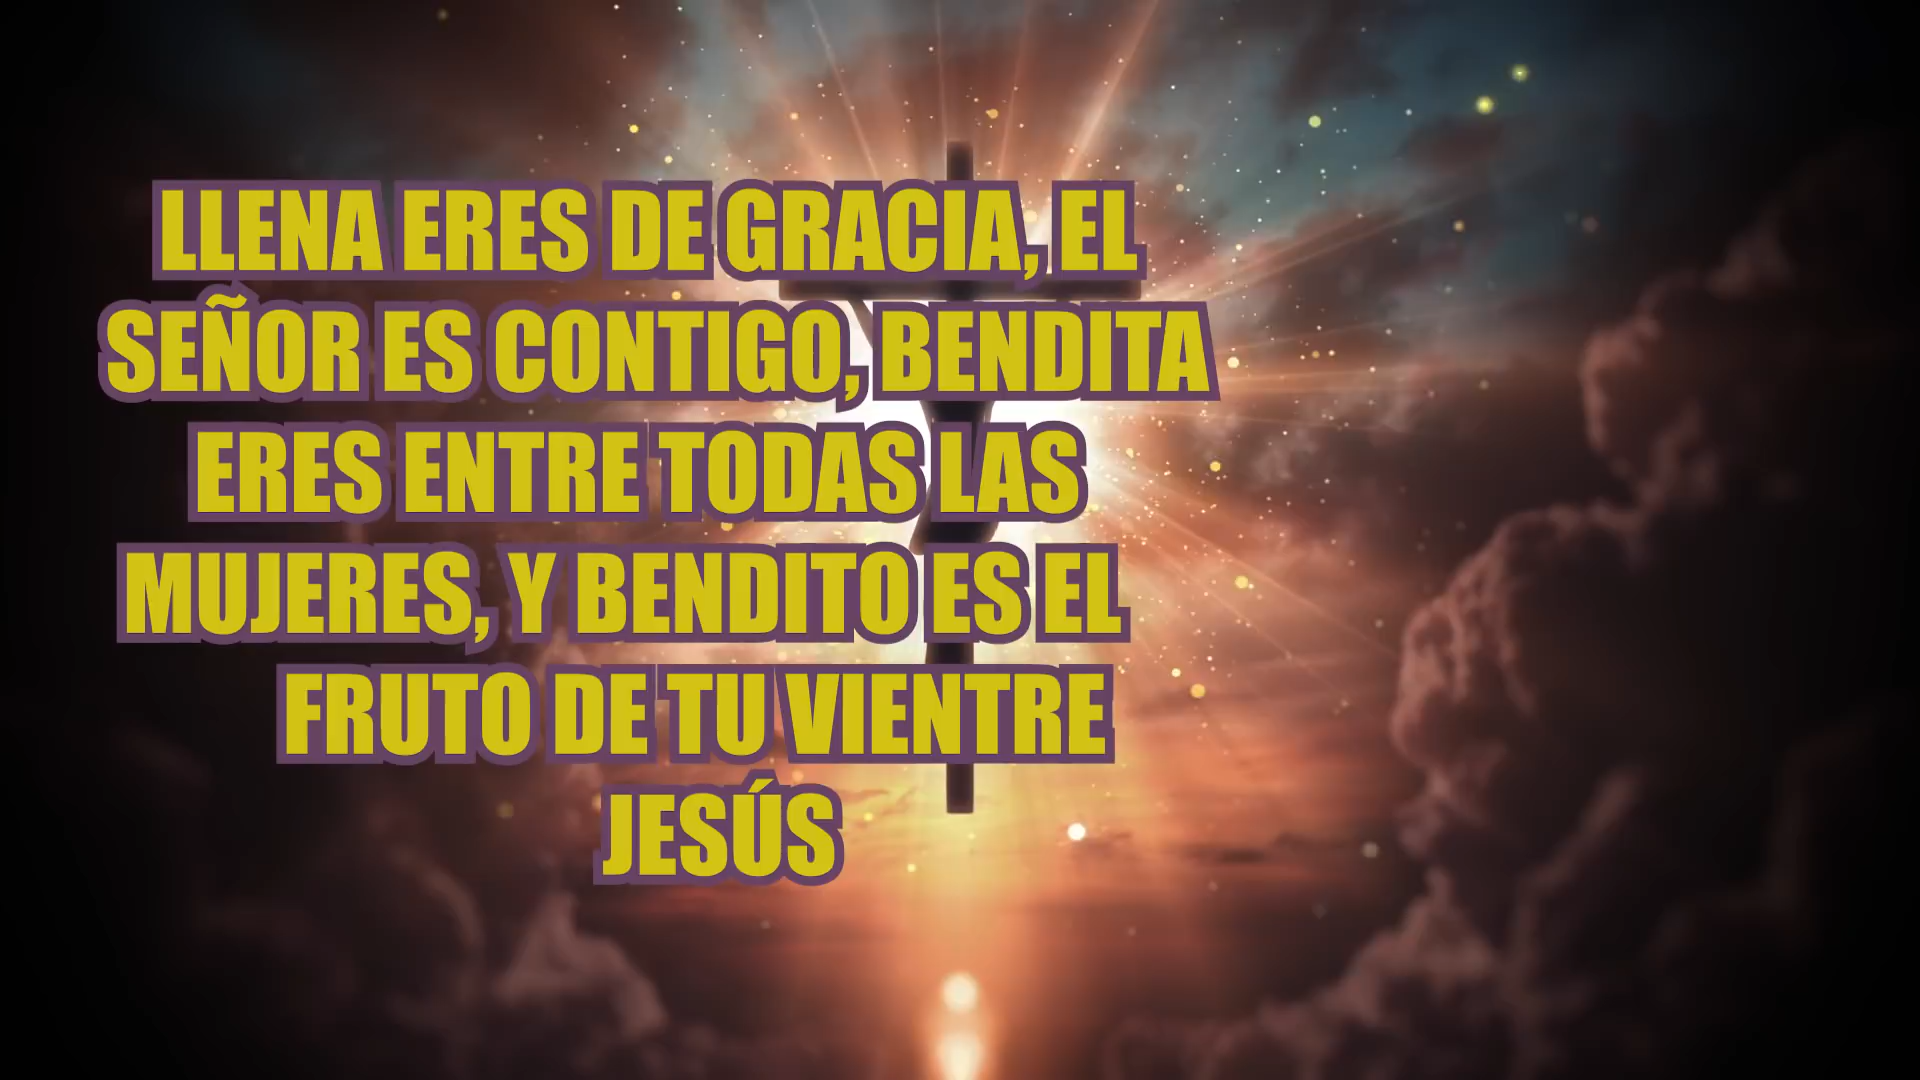 LLENA ERES DE GRACIA, EL
SEÑOR ES CONTIGO, BENDITA
ERES ENTRE TODAS LAS
MUJERES, Y BENDITO ES EL
FRUTO DE TU VIENTRE
JESÚS